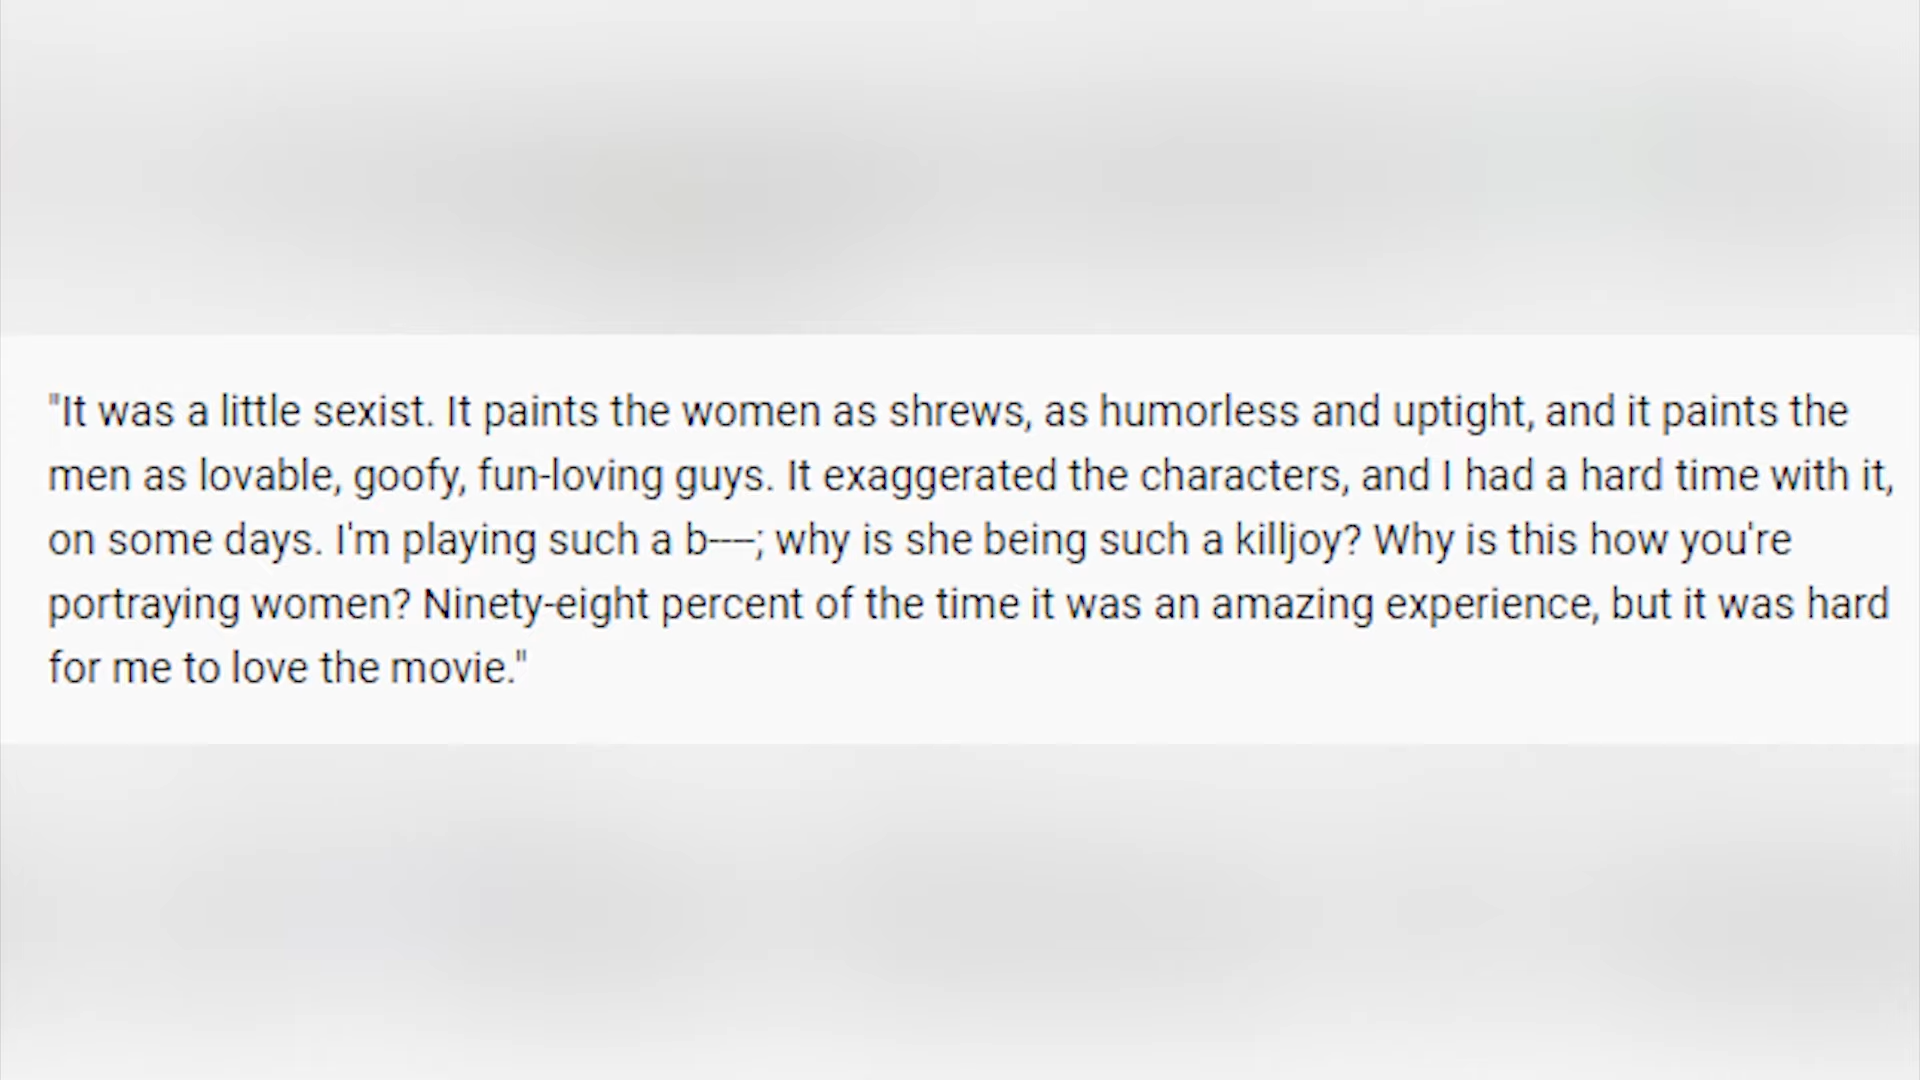 "It was a little sexist. It paints the women as shrews, as humorless and uptight, and it paints the
men as lovable, goofy, fun-loving guys. It exaggerated the characters, and I had a hard time with it,
on some days. I'm playing such a b---; why is she being such a killjoy? Why is this how you're
portraying women? Ninety-eight percent of the time it was an amazing experience, but it was hard
for me to love the movie."